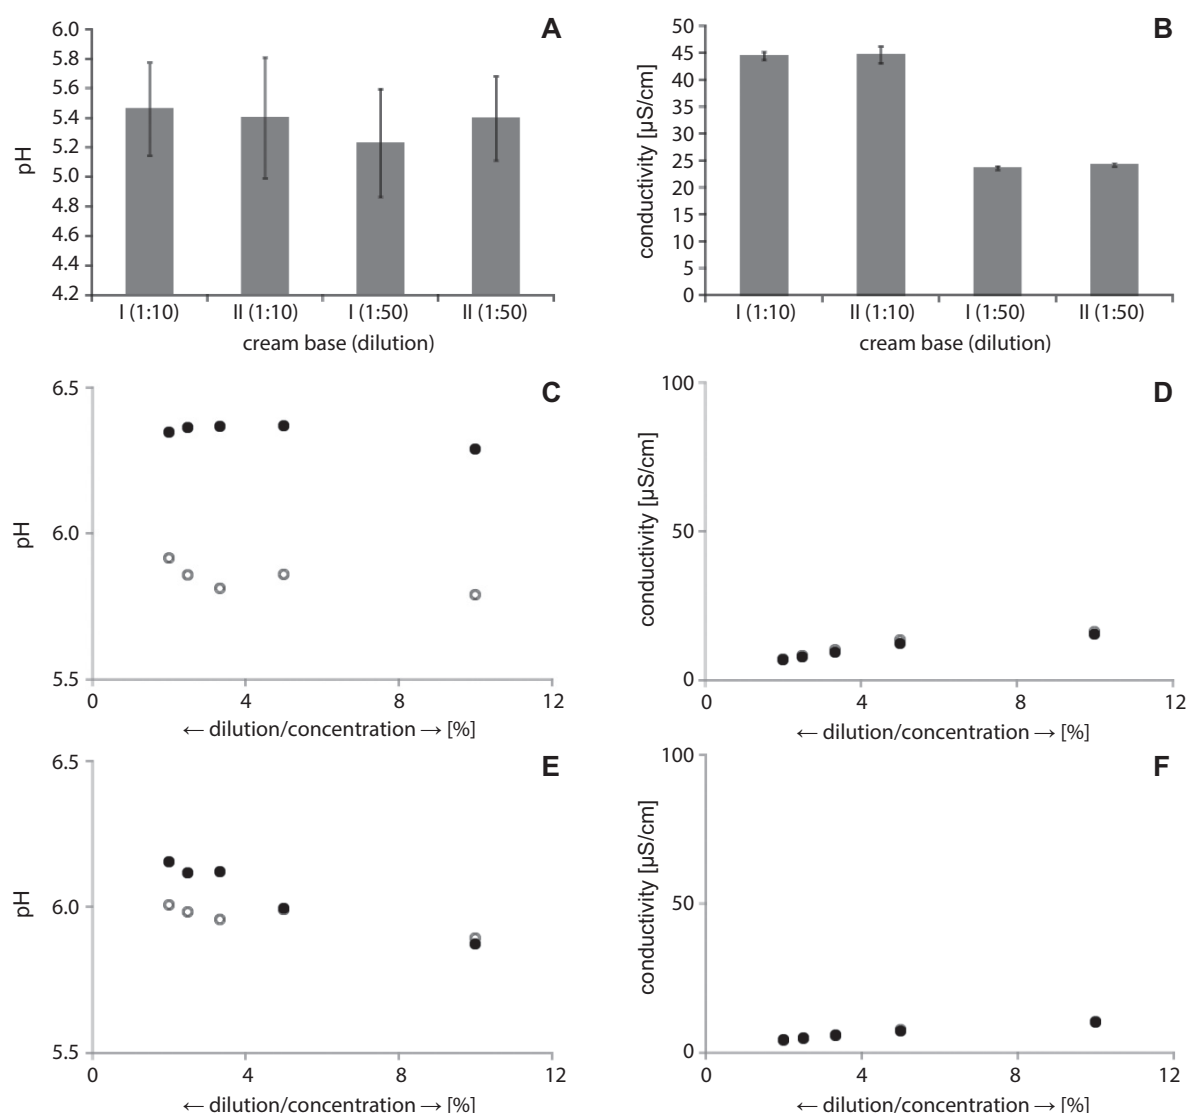 A
6.0
5.8
5.6
5.4
5.2
5.0
4.8
4.6
4.4
4.2
pH
I (1:10) II (1:10) I (1:50) II (1:50)
cream base (dilution)
B
50
45
40
35
30
25
20
15
10
5
0
conductivity [µS/cm]
I (1:10) II (1:10) I (1:50) II (1:50)
cream base (dilution)
C
6.5
6.0
5.5
pH
0 4 8 12
← dilution/concentration → [%]
D
100
50
0
conductivity [µS/cm]
0 4 8 12
← dilution/concentration → [%]
E
6.5
6.0
5.5
pH
0 4 8 12
← dilution/concentration → [%]
F
100
50
0
conductivity [µS/cm]
0 4 8 12
← dilution/concentration → [%]